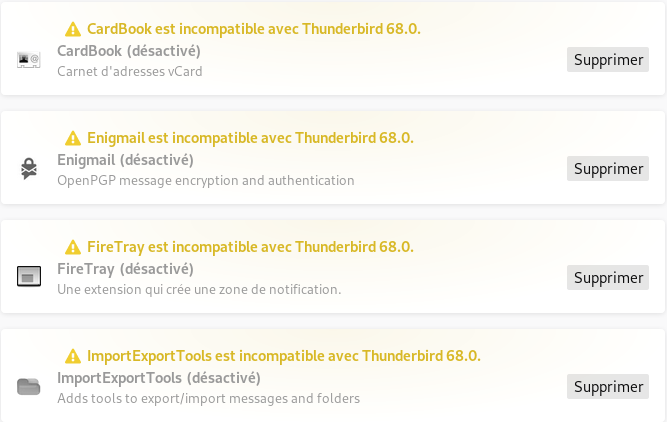 CardBook est incompatible avec Thunderbird 68.0.
CardBook (désactivé)
Supprimer
Carnet d'adresses vCard
Enigmail est incompatible avec Thunderbird 68.0.
Enigmail (désactivé)
Supprimer
OpenPGP message encryption and authentication
FireTray est incompatible avec Thunderbird 68.0.
FireTray (désactivé)
Supprimer
Une extension qui crée une zone de notification.
ImportExportTools est incompatible avec Thunderbird 68.0.
ImportExportTools (désactivé)
Supprimer
Adds tools to export/import messages and folders